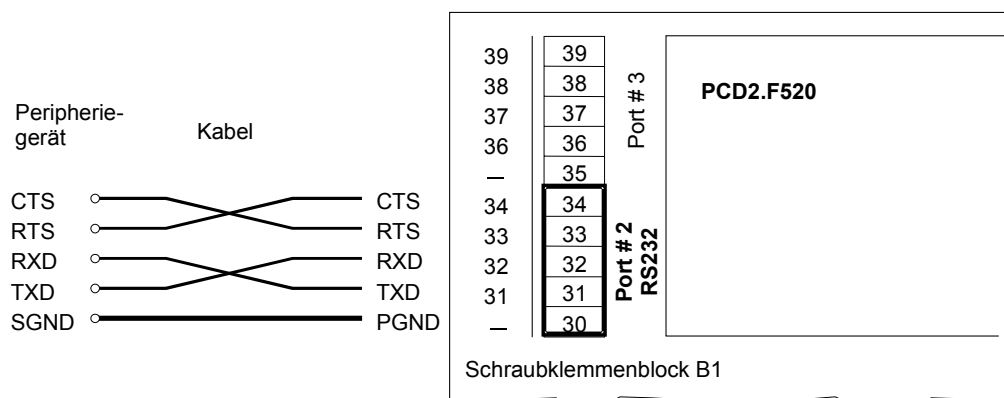 Peripherie-
gerät
Kabel
CTS CTS
RTS RTS
RXD RXD
TXD TXD
SGND PGND
39 39
38 38
37 37
36 36
— 35
34 34
33 33
32 32
31 31
— 30
Port # 3
Port # 2
RS232
PCD2.F520
Schraubklemmenblock B1